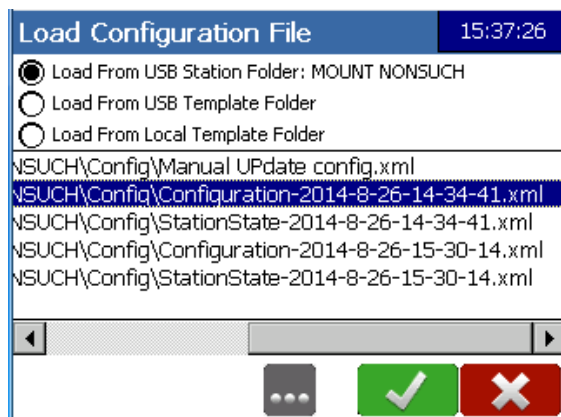 Load Configuration File 15:37:26
Load From USB Station Folder: MOUNT NONSUCH
Load From USB Template Folder
Load From Local Template Folder
NSUCH\Config\Manual UPdate config.xml
NSUCH\Config\Configuration-2014-8-26-14-34-41.xml
NSUCH\Config\StationState-2014-8-26-14-34-41.xml
NSUCH\Config\Configuration-2014-8-26-15-30-14.xml
NSUCH\Config\StationState-2014-8-26-15-30-14.xml